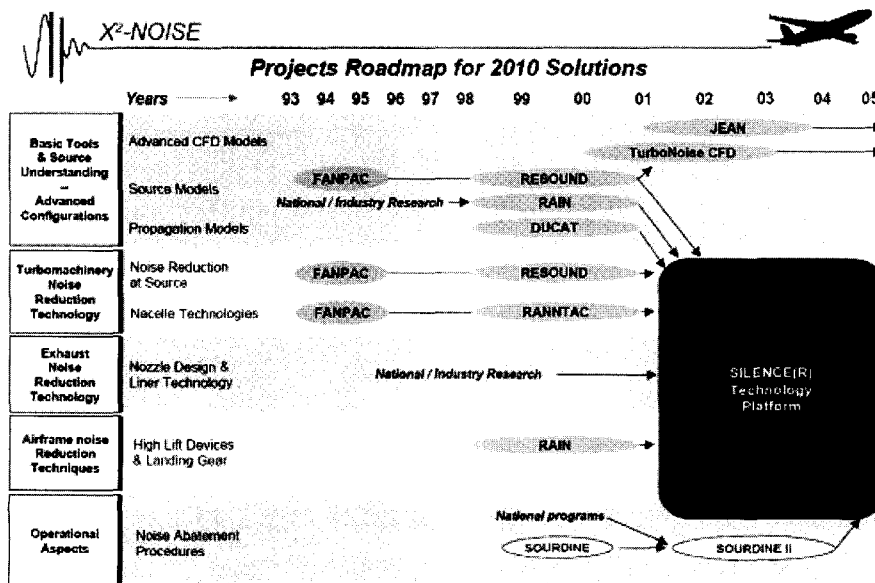 X²-NOISE
Projects Roadmap for 2010 Solutions
Years 93 94 95 96 97 98 99 00 01 02 03 04 05
Basic Tools
& Source
Understanding
–
Advanced
Configurations
Advanced CFD Models
JEAN
TurboNoise CFD
Source Models
FANPAC
RESOUND
National / Industry Research
RAIN
Propagation Models
DUCAT
Turbomachinery
Noise
Reduction
Technology
Noise Reduction
at Source
FANPAC
RESOUND
Nacelle Technologies
FANPAC
RANNTAC
Exhaust
Noise
Reduction
Technology
Nozzle Design &
Liner Technology
National / Industry Research
SILENCE(R)
Technology
Platform
Airframe noise
Reduction
Techniques
High Lift Devices
& Landing Gear
RAIN
Operational
Aspects
Noise Abatement
Procedures
National programs
SOURDINE
SOURDINE II